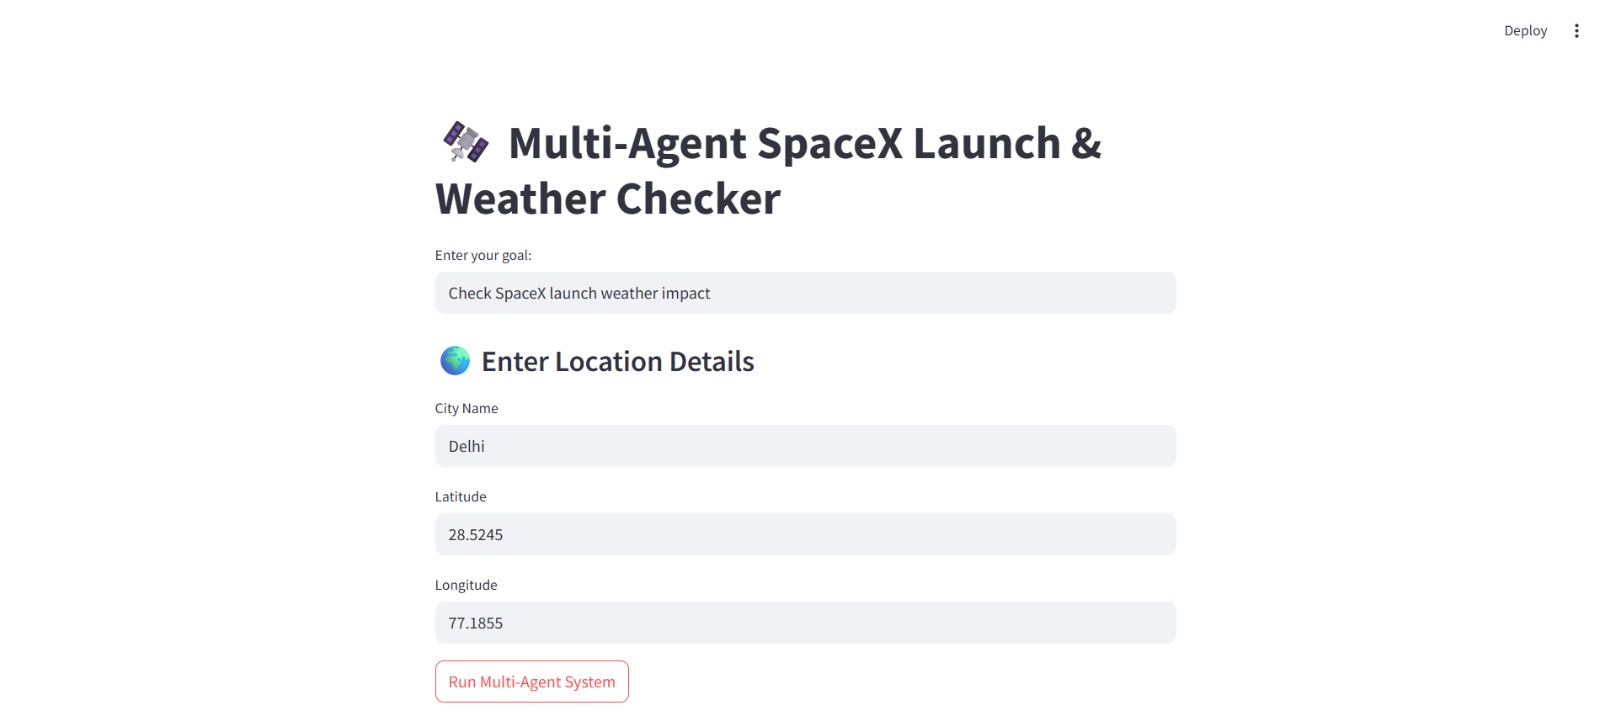 Deploy
Multi-Agent SpaceX Launch &
Weather Checker
Enter your goal:
Check SpaceX launch weather impact
Enter Location Details
City Name
Delhi
Latitude
28.5245
Longitude
77.1855
Run Multi-Agent System